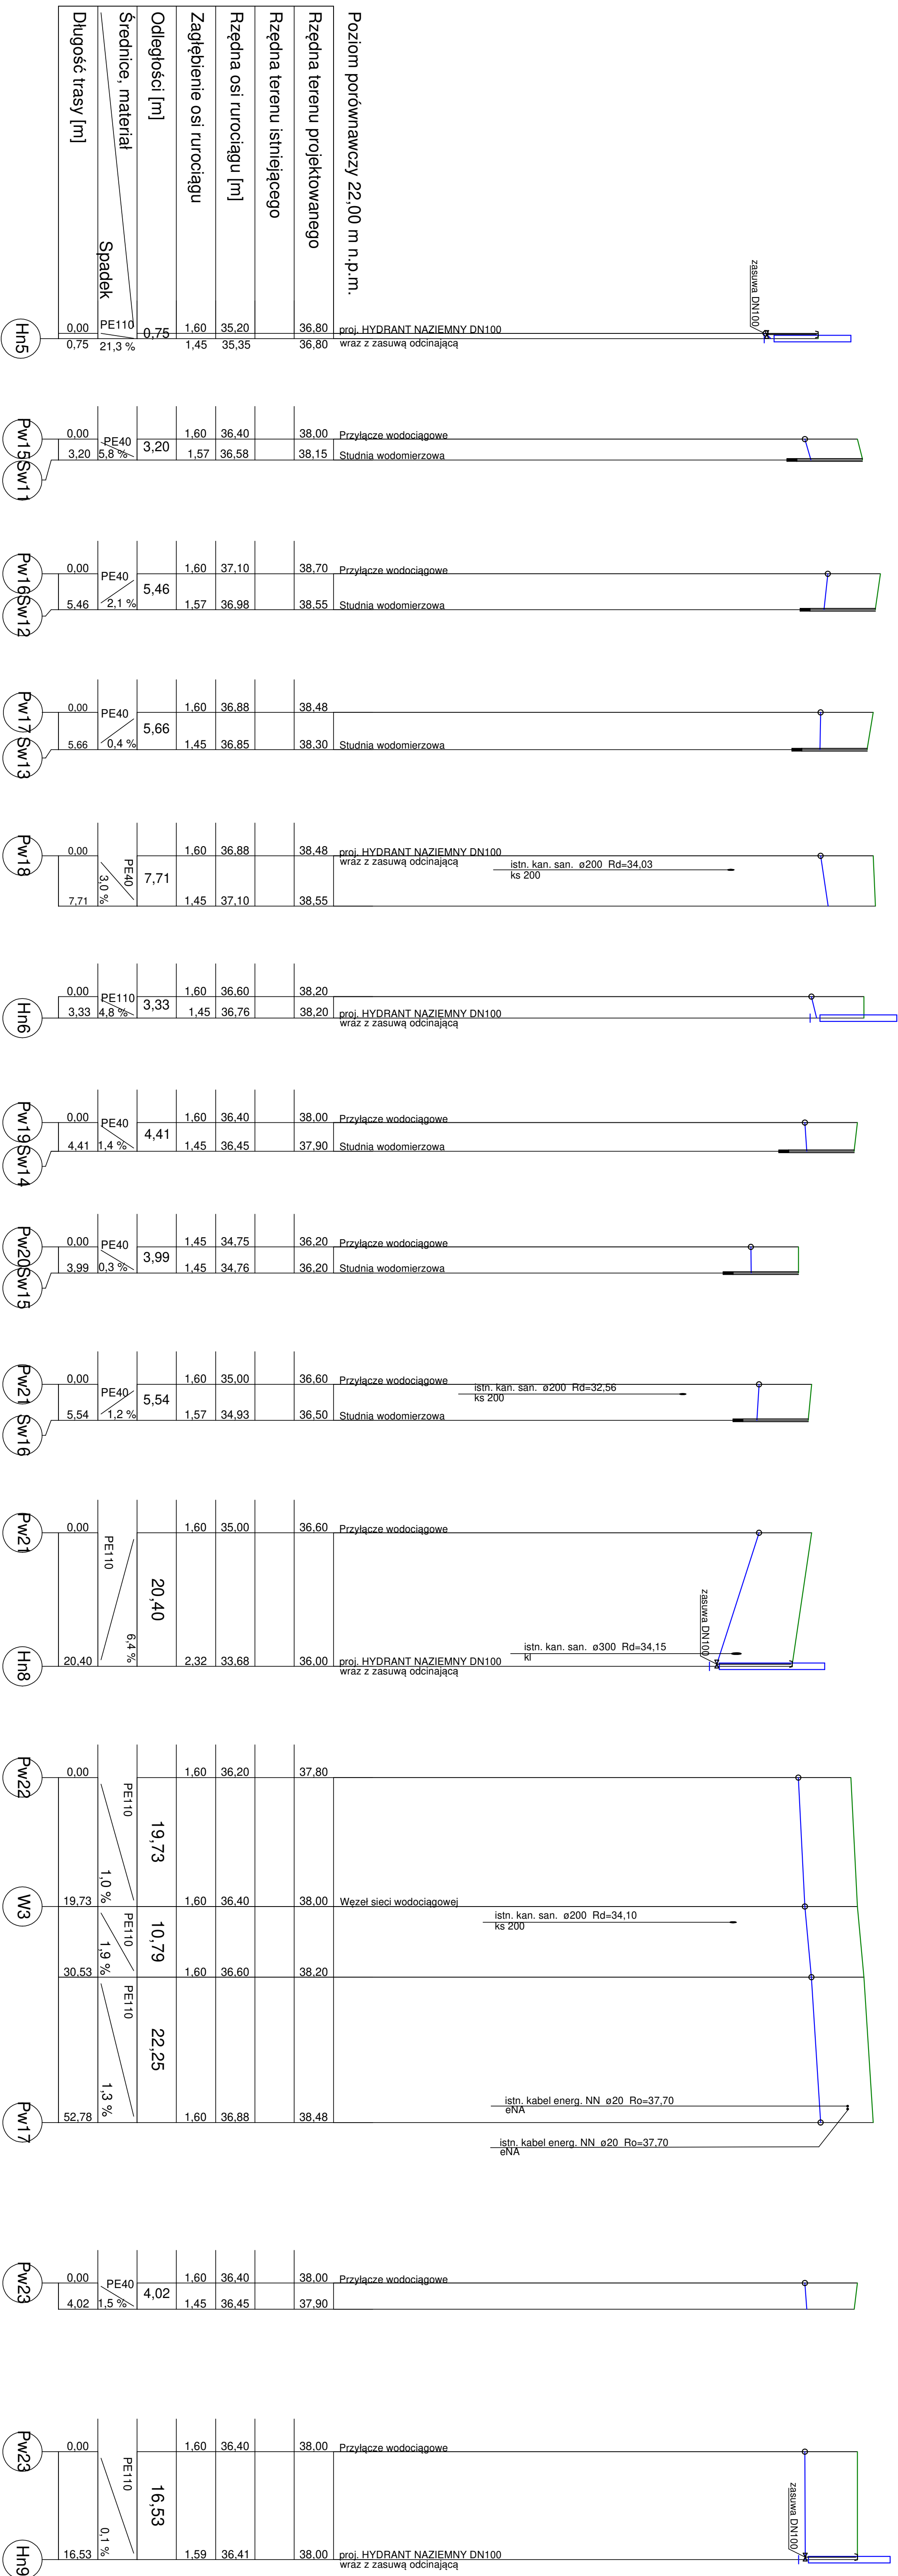 Poziom porównawczy 22,00 m n.p.m.
Rzędna terenu projektowanego
Rzędna terenu istniejącego
Rzędna osi rurociągu [m]
Zagłębienie osi rurociągu
Odległości [m]
Średnice, materiał
Spadek
Długość trasy [m]
zasuwa DN100
proj. HYDRANT NAZIEMNY DN100
wraz z zasuwą odcinającą
36,80
36,80
35,20
35,35
1,60
1,45
0,75
PE110
21,3 %
0,00
0,75
Hn5
Przyłącze wodociągowe
Studnia wodomierzowa
38,00
38,15
36,40
36,58
1,60
1,57
3,20
PE40
5,8 %
0,00
3,20
Pw15
Sw11
Przyłącze wodociągowe
Studnia wodomierzowa
38,70
38,55
37,10
36,98
1,60
1,57
5,46
PE40
2,1 %
0,00
5,46
Pw16
Sw12
Studnia wodomierzowa
38,48
38,30
36,88
36,85
1,60
1,45
5,66
PE40
0,4 %
0,00
5,66
Pw17
Sw13
proj. HYDRANT NAZIEMNY DN100
wraz z zasuwą odcinającą
istn. kan. san. ø200 Rd=34,03
ks 200
38,48
38,55
36,88
37,10
1,60
1,45
7,71
PE40
3,0 %
0,00
7,71
Pw18
proj. HYDRANT NAZIEMNY DN100
wraz z zasuwą odcinającą
38,20
38,20
36,60
36,76
1,60
1,45
3,33
PE110
4,8 %
0,00
3,33
Hn6
Przyłącze wodociągowe
Studnia wodomierzowa
38,00
37,90
36,40
36,45
1,60
1,45
4,41
PE40
1,4 %
0,00
4,41
Pw19
Sw14
Przyłącze wodociągowe
Studnia wodomierzowa
36,20
36,20
34,75
34,76
1,45
1,45
3,99
PE40
0,3 %
0,00
3,99
Pw20
Sw15
Przyłącze wodociągowe
istn. kan. san. ø200 Rd=32,56
ks 200
Studnia wodomierzowa
36,60
36,50
35,00
34,93
1,60
1,57
5,54
PE40
1,2 %
0,00
5,54
Pw21
Sw16
Przyłącze wodociągowe
zasuwa DN100
istn. kan. san. ø300 Rd=34,15
kl
proj. HYDRANT NAZIEMNY DN100
wraz z zasuwą odcinającą
36,60
36,00
35,00
33,68
1,60
2,32
20,40
PE110
6,4 %
0,00
20,40
Pw21
Hn8
Węzeł sieci wodociągowej
istn. kan. san. ø200 Rd=34,10
ks 200
istn. kabel energ. NN ø20 Ro=37,70
eNA
istn. kabel energ. NN ø20 Ro=37,70
eNA
37,80
38,00
38,20
38,48
36,20
36,40
36,60
36,88
1,60
1,60
1,60
1,60
19,73
10,79
22,25
PE110
1,0 %
PE110
1,9 %
PE110
1,3 %
0,00
19,73
30,53
52,78
Pw22
W3
Pw17
Przyłącze wodociągowe
38,00
37,90
36,40
36,45
1,60
1,45
4,02
PE40
1,5 %
0,00
4,02
Pw23
Przyłącze wodociągowe
zasuwa DN100
proj. HYDRANT NAZIEMNY DN100
wraz z zasuwą odcinającą
38,00
38,00
36,40
36,41
1,60
1,59
16,53
PE110
0,1 %
0,00
16,53
Pw23
Hn9